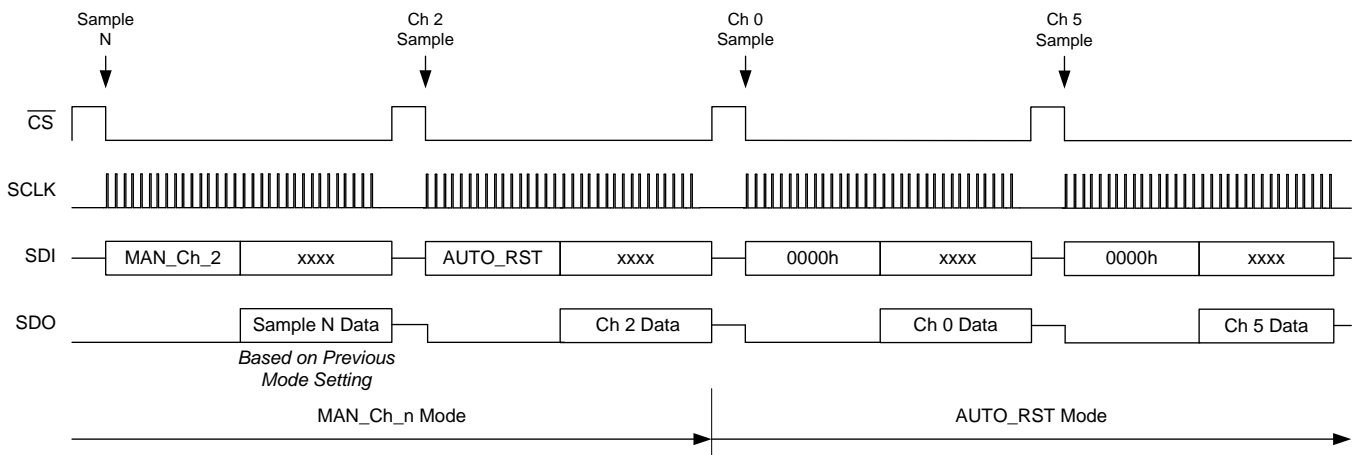 Sample
N
Ch 2
Sample
Ch 0
Sample
Ch 5
Sample
CS
SCLK
SDI
MAN_Ch_2
xxxx
AUTO_RST
xxxx
0000h
xxxx
0000h
xxxx
SDO
Sample N Data
Ch 2 Data
Ch 0 Data
Ch 5 Data
Based on Previous
Mode Setting
MAN_Ch_n Mode
AUTO_RST Mode